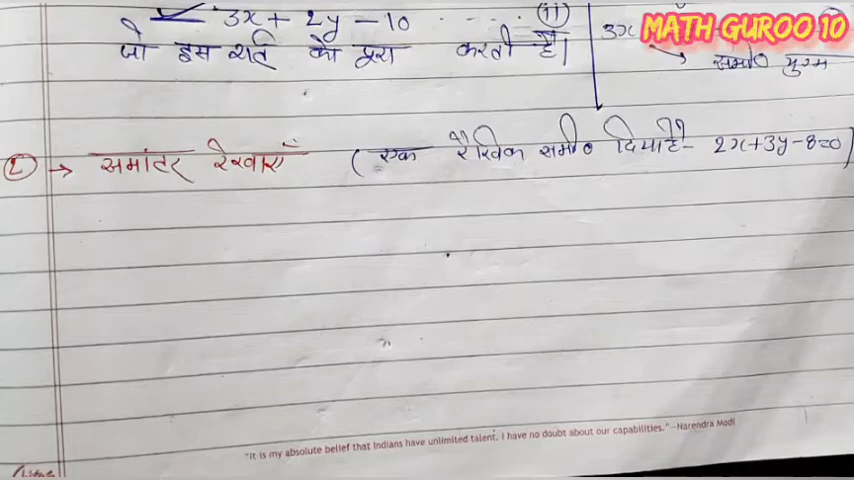 3x + 2y - 10 ..... (ii)
जो इस शर्त को पूरा करती है।
3x
समी० युग्म
MATH GUROO 10
(2) → समांतर रेखाएँ ( एक रैखिक समी० दिया है- 2x+3y-8=0)
"It is my absolute belief that Indians have unlimited talent. I have no doubt about our capabilities."-Narendra Modi